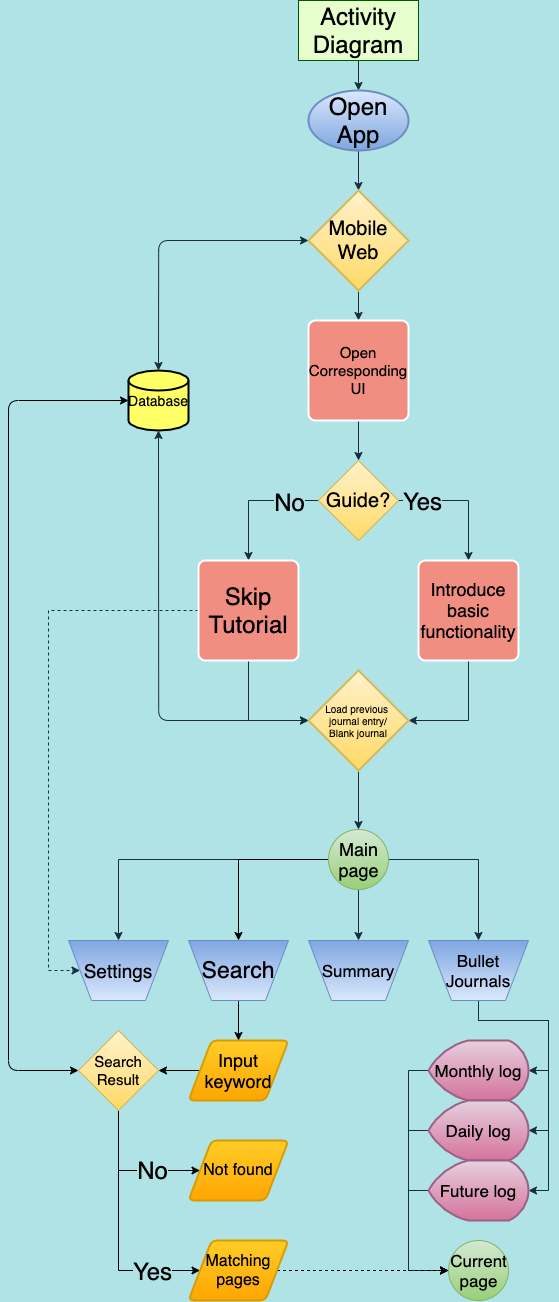 Activity
Diagram
Open
App
Mobile
Web
Open
Corresponding
UI
Database
Guide?
No
Yes
Skip
Tutorial
Introduce
basic
functionality
Load previous
journal entry/
Blank journal
Main
page
Settings
Search
Summary
Bullet
Journals
Search
Result
Input
keyword
Monthly log
Daily log
Future log
No
Not found
Yes
Matching
pages
Current
page